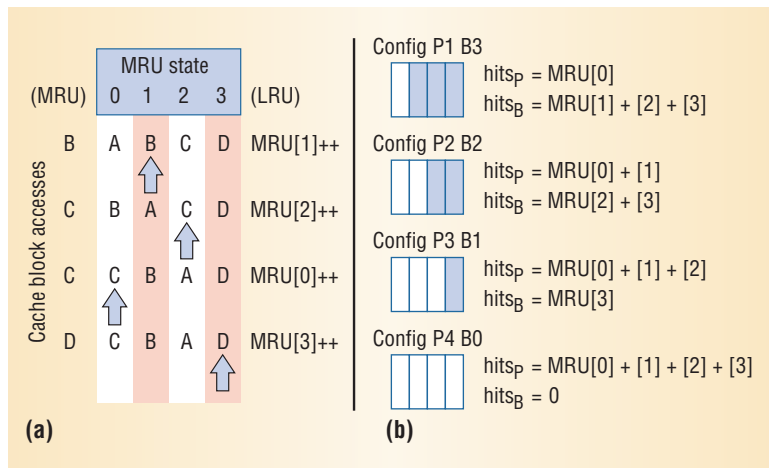 MRU state
(MRU) 0 1 2 3 (LRU)
Cache block accesses
B A B C D MRU[1]++
C B A C D MRU[2]++
C C B A D MRU[0]++
D C B A D MRU[3]++
(a)
Config P1 B3
hitsP = MRU[0]
hitsB = MRU[1] + [2] + [3]
Config P2 B2
hitsP = MRU[0] + [1]
hitsB = MRU[2] + [3]
Config P3 B1
hitsP = MRU[0] + [1] + [2]
hitsB = MRU[3]
Config P4 B0
hitsP = MRU[0] + [1] + [2] + [3]
hitsB = 0
(b)